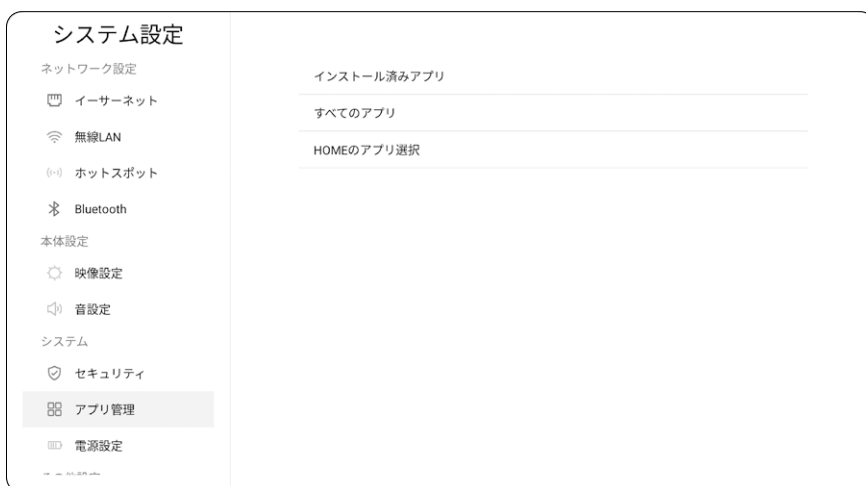 システム設定
ネットワーク設定
イーサーネット
無線LAN
ホットスポット
Bluetooth
本体設定
映像設定
音設定
システム
セキュリティ
アプリ管理
電源設定
インストール済みアプリ
すべてのアプリ
HOMEのアプリ選択